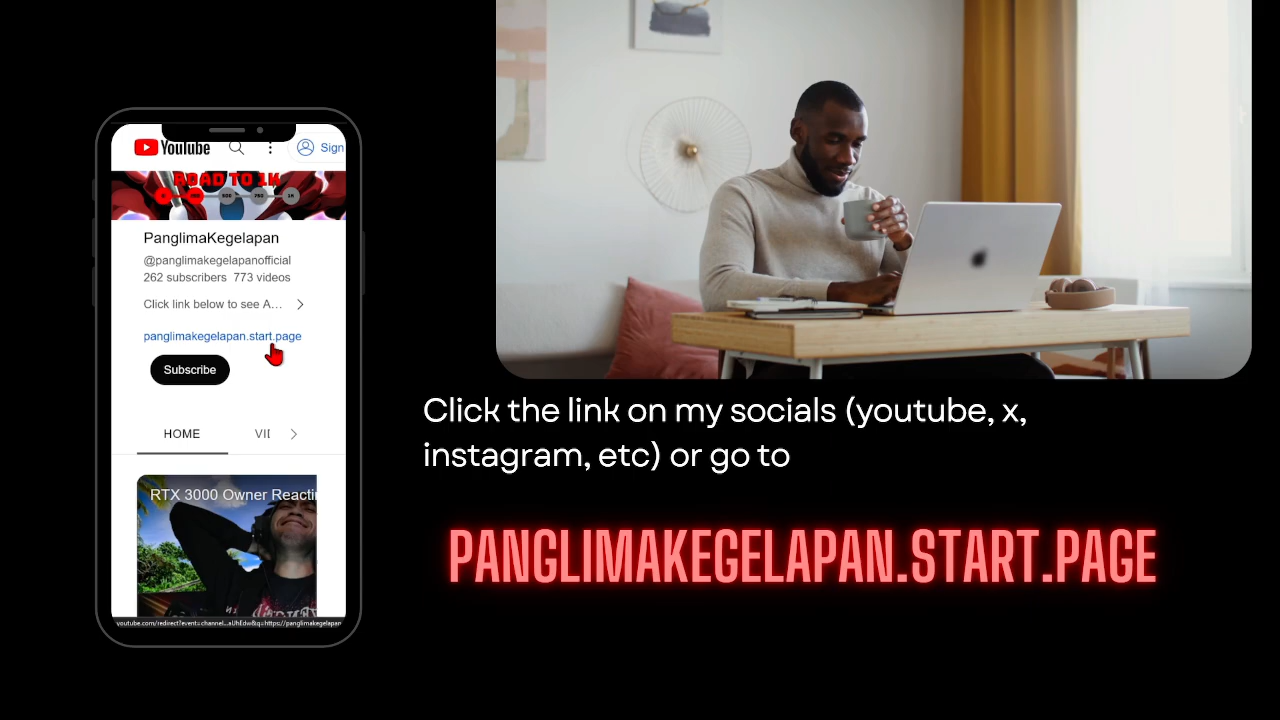 YouTube
Sign
ROAD TO 1K
PanglimaKegelapan
@panglimakegelapanofficial
262 subscribers 773 videos
Click link below to see A...
panglimakegelapan.start.page
Subscribe
HOME
RTX 3000 Owner Reactin
Click the link on my socials (youtube, x,
instagram, etc) or go to
PANGLIMAKEGELAPAN.START.PAGE